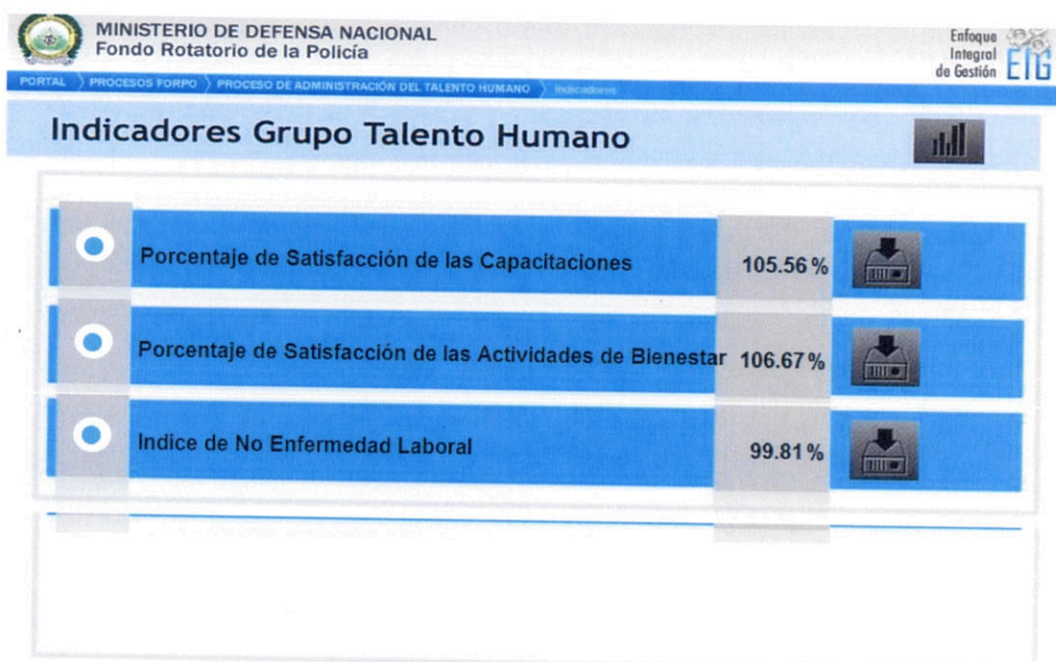 MINISTERIO DE DEFENSA NACIONAL
Fondo Rotatorio de la Policía
Enfoque
Integral
de Gestión
EIG
PORTAL
PROCESOS FORPO
PROCESO DE ADMINISTRACIÓN DEL TALENTO HUMANO
Indicadores
Indicadores Grupo Talento Humano
Porcentaje de Satisfacción de las Capacitaciones 105.56 %
Porcentaje de Satisfacción de las Actividades de Bienestar 106.67 %
Indice de No Enfermedad Laboral 99.81 %